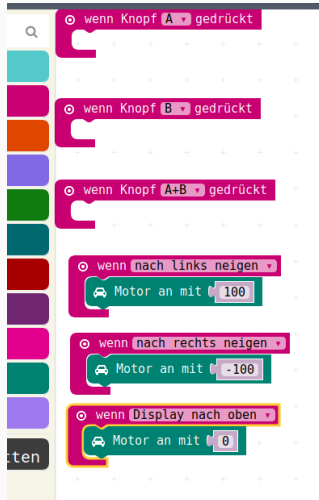 wenn Knopf A gedrückt
wenn Knopf B gedrückt
wenn Knopf A+B gedrückt
wenn nach links neigen
Motor an mit 100
wenn nach rechts neigen
Motor an mit -100
wenn Display nach oben
Motor an mit 0
ten